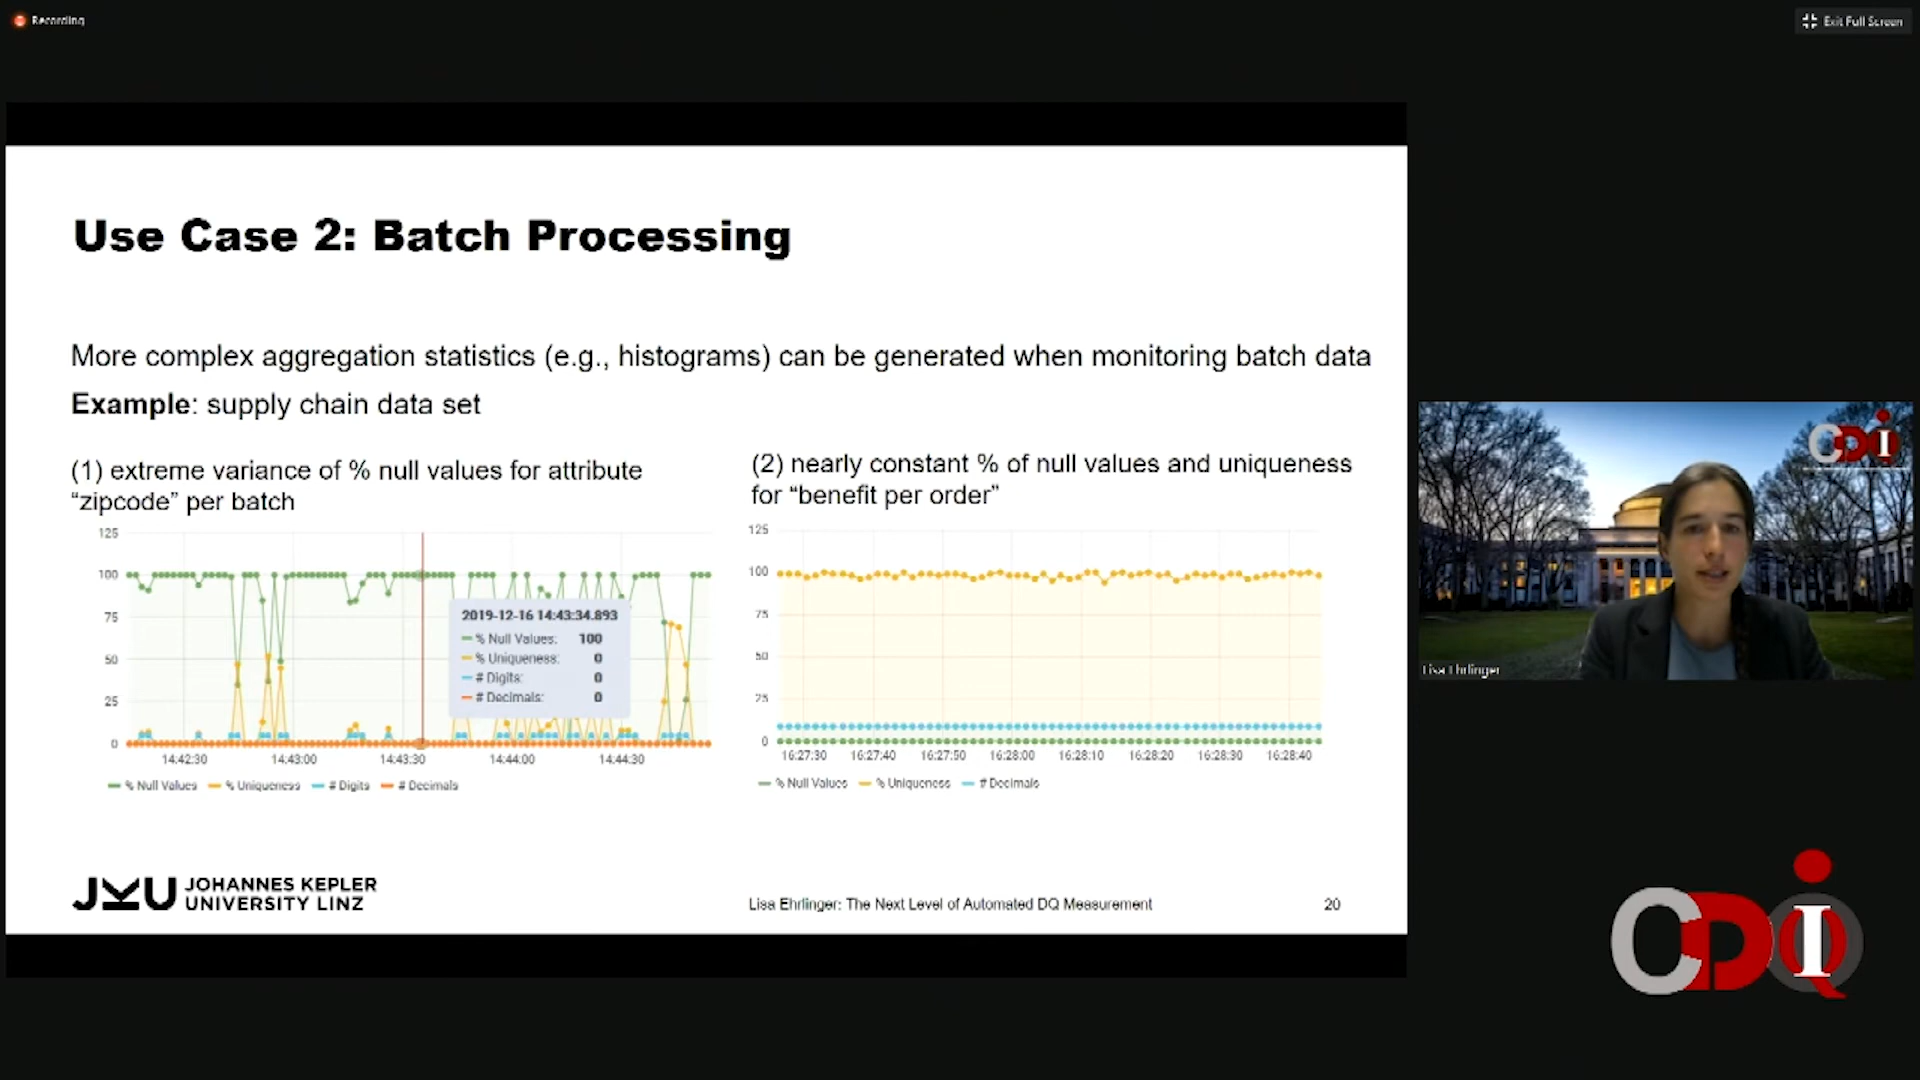 Recording
Exit Full Screen
Use Case 2: Batch Processing
More complex aggregation statistics (e.g., histograms) can be generated when monitoring batch data
Example: supply chain data set
(1) extreme variance of % null values for attribute
“zipcode” per batch
125
100
75
50
25
0
2019-12-16 14:43:34.893
% Null Values: 100
% Uniqueness: 0
# Digits: 0
# Decimals: 0
14:42:30 14:43:00 14:43:30 14:44:00 14:44:30
% Null Values % Uniqueness # Digits # Decimals
(2) nearly constant % of null values and uniqueness
for “benefit per order”
125
100
75
50
25
0
16:27:30 16:27:40 16:27:50 16:28:00 16:28:10 16:28:20 16:28:30 16:28:40
% Null Values % Uniqueness # Decimals
JKU JOHANNES KEPLER
UNIVERSITY LINZ
Lisa Ehrlinger: The Next Level of Automated DQ Measurement
20
CDOIQ
Lisa Ehrlinger
CDOIQ